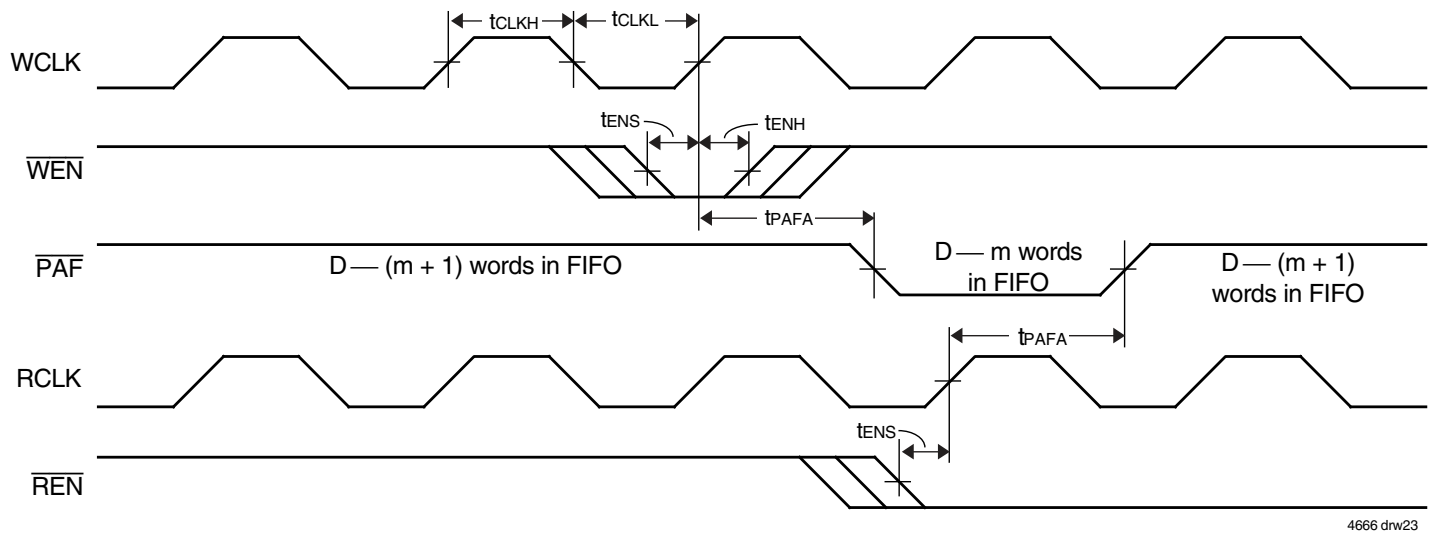 tCLKH
tCLKL
WCLK
tENS
tENH
WEN
tPAFA
PAF
D — (m + 1) words in FIFO
D — m words
in FIFO
D — (m + 1)
words in FIFO
tPAFA
RCLK
tENS
REN
4666 drw23